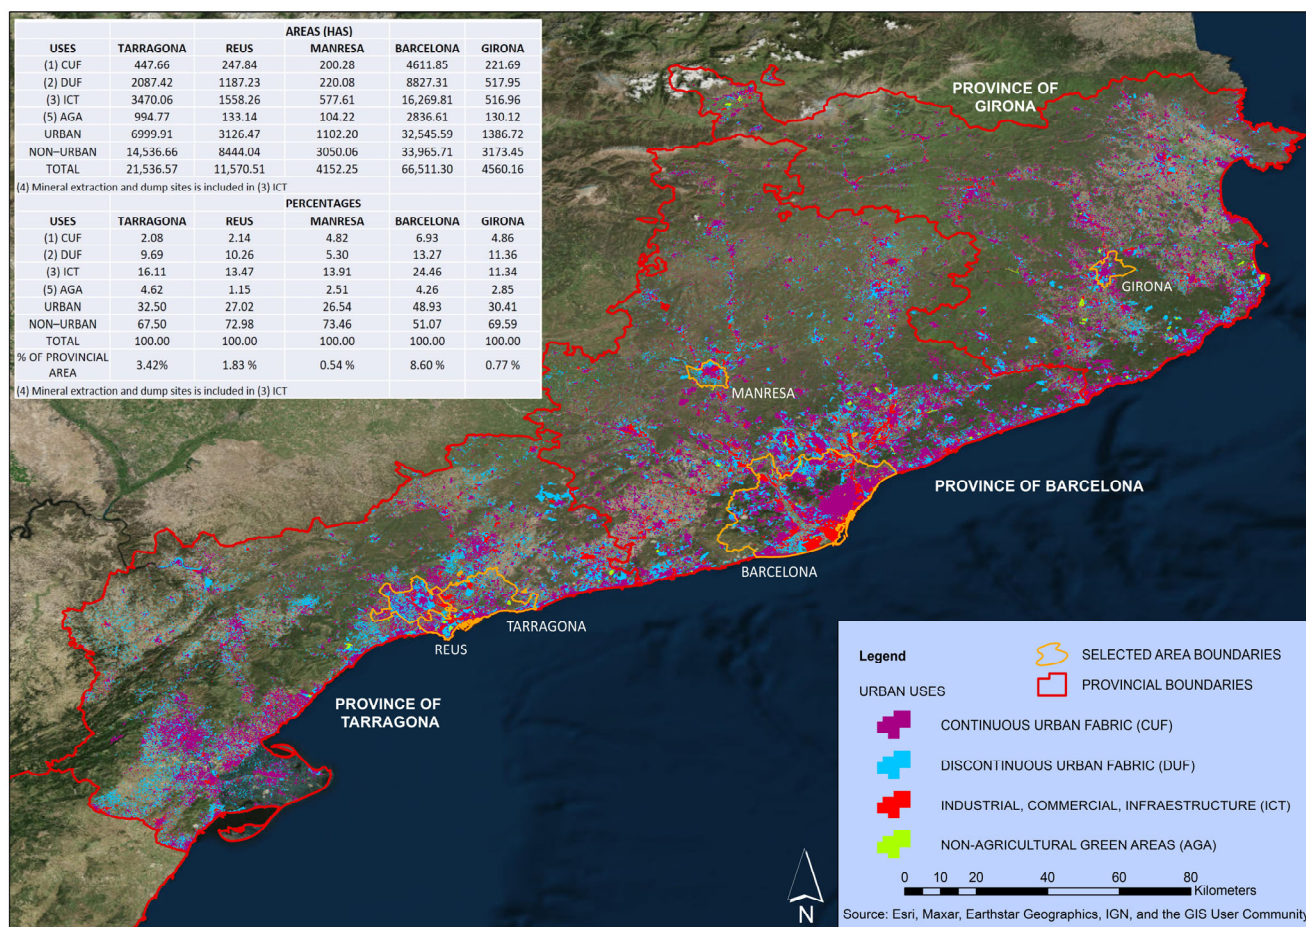 AREAS (HAS)
USES TARRAGONA REUS MANRESA BARCELONA GIRONA
(1) CUF 447.66 247.84 200.28 4611.85 221.69
(2) DUF 2087.42 1187.23 220.08 8827.31 517.95
(3) ICT 3470.06 1558.26 577.61 16,269.81 516.96
(5) AGA 994.77 133.14 104.22 2836.61 130.12
URBAN 6999.91 3126.47 1102.20 32,545.59 1386.72
NON–URBAN 14,536.66 8444.04 3050.06 33,965.71 3173.45
TOTAL 21,536.57 11,570.51 4152.25 66,511.30 4560.16
(4) Mineral extraction and dump sites is included in (3) ICT
PERCENTAGES
USES TARRAGONA REUS MANRESA BARCELONA GIRONA
(1) CUF 2.08 2.14 4.82 6.93 4.86
(2) DUF 9.69 10.26 5.30 13.27 11.36
(3) ICT 16.11 13.47 13.91 24.46 11.34
(5) AGA 4.62 1.15 2.51 4.26 2.85
URBAN 32.50 27.02 26.54 48.93 30.41
NON–URBAN 67.50 72.98 73.46 51.07 69.59
TOTAL 100.00 100.00 100.00 100.00 100.00
% OF PROVINCIAL
AREA 3.42% 1.83 % 0.54 % 8.60 % 0.77 %
(4) Mineral extraction and dump sites is included in (3) ICT
PROVINCE OF
GIRONA
GIRONA
MANRESA
PROVINCE OF BARCELONA
BARCELONA
TARRAGONA
REUS
PROVINCE OF
TARRAGONA
Legend
SELECTED AREA BOUNDARIES
PROVINCIAL BOUNDARIES
URBAN USES
CONTINUOUS URBAN FABRIC (CUF)
DISCONTINUOUS URBAN FABRIC (DUF)
INDUSTRIAL, COMMERCIAL, INFRAESTRUCTURE (ICT)
NON-AGRICULTURAL GREEN AREAS (AGA)
0 10 20 40 60 80
Kilometers
N
Source: Esri, Maxar, Earthstar Geographics, IGN, and the GIS User Community